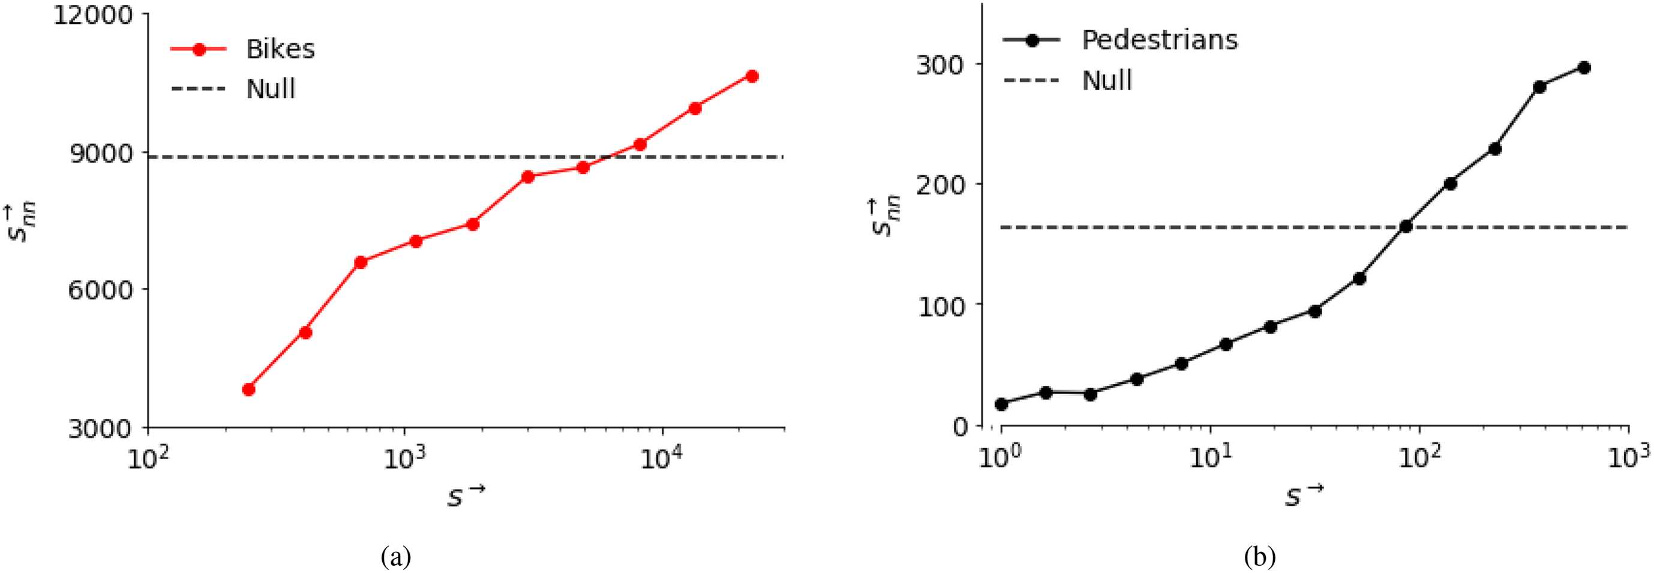 12000
9000
6000
3000
Bikes
Null
s→nn
10² 10³ 10⁴
s→
(a)
300
200
100
0
Pedestrians
Null
s→nn
10⁰ 10¹ 10² 10³
s→
(b)